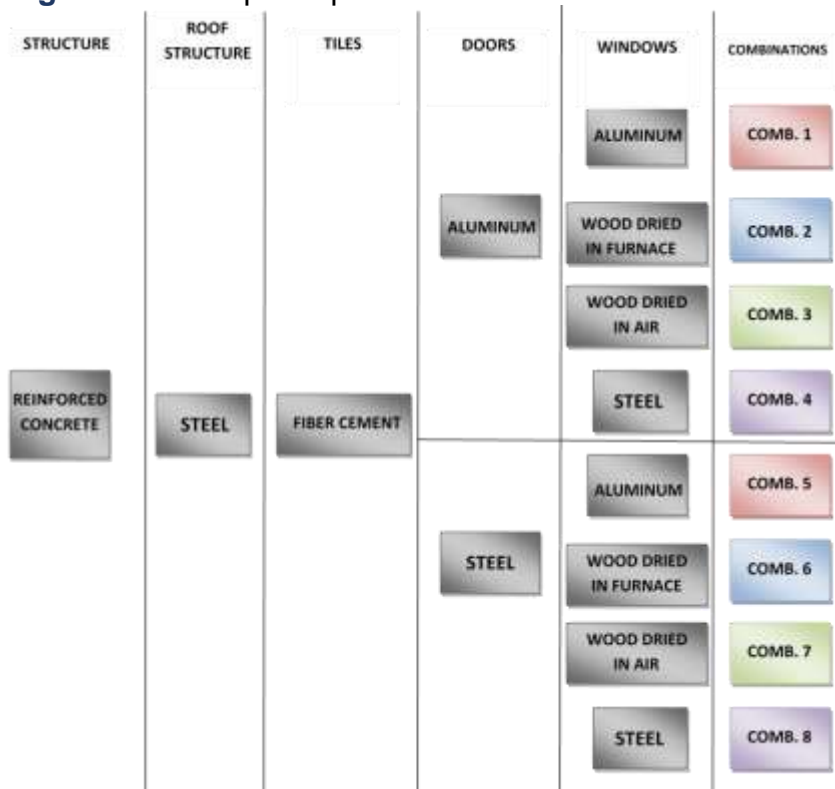 STRUCTURE
ROOF
STRUCTURE
TILES
DOORS
WINDOWS
COMBINATIONS
ALUMINUM
COMB. 1
ALUMINUM
WOOD DRIED
IN FURNACE
COMB. 2
WOOD DRIED
IN AIR
COMB. 3
REINFORCED
CONCRETE
STEEL
FIBER CEMENT
STEEL
COMB. 4
ALUMINUM
COMB. 5
STEEL
WOOD DRIED
IN FURNACE
COMB. 6
WOOD DRIED
IN AIR
COMB. 7
STEEL
COMB. 8